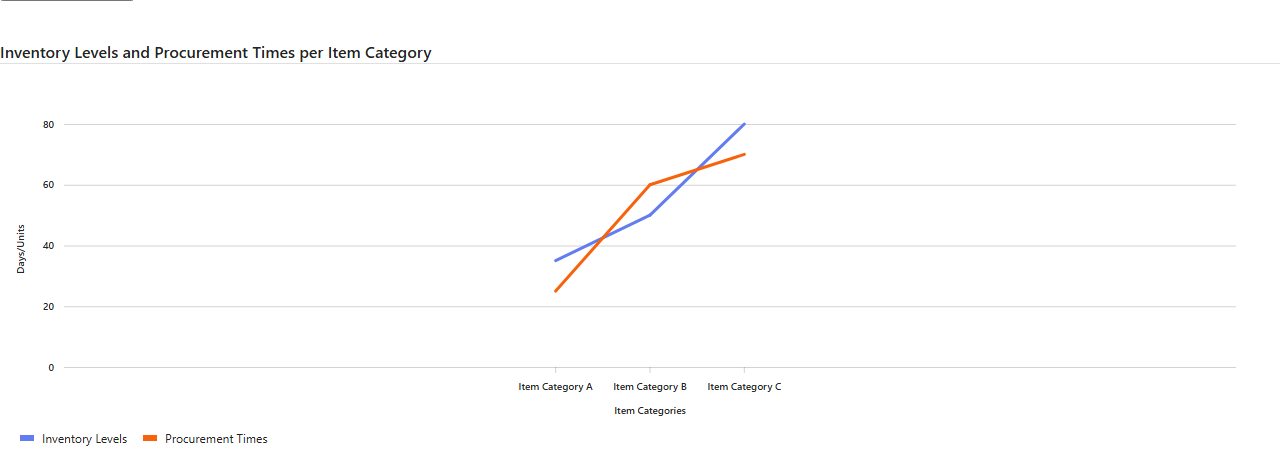 Inventory Levels and Procurement Times per Item Category
80
60
40
20
0
Days/Units
Item Category A Item Category B Item Category C
Item Categories
Inventory Levels Procurement Times